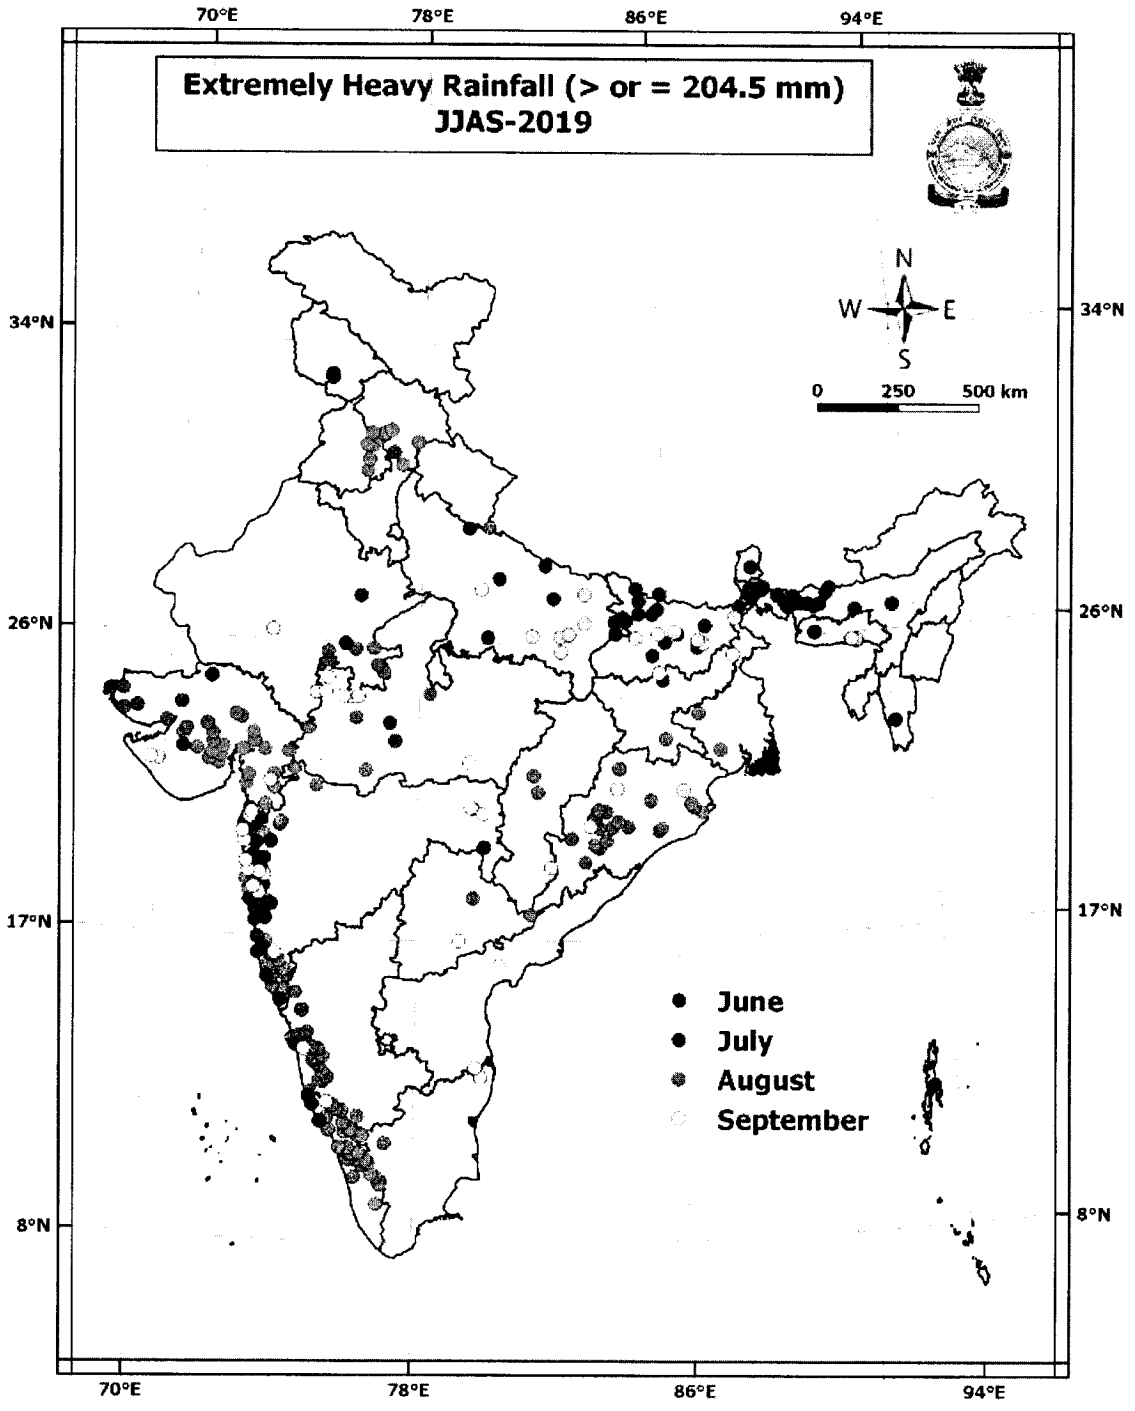 70°E 78°E 86°E 94°E
Extremely Heavy Rainfall (> or = 204.5 mm)
JJAS-2019
N
W E
S
34°N 34°N
0 250 500 km
26°N 26°N
17°N 17°N
June
July
August
September
8°N 8°N
70°E 78°E 86°E 94°E